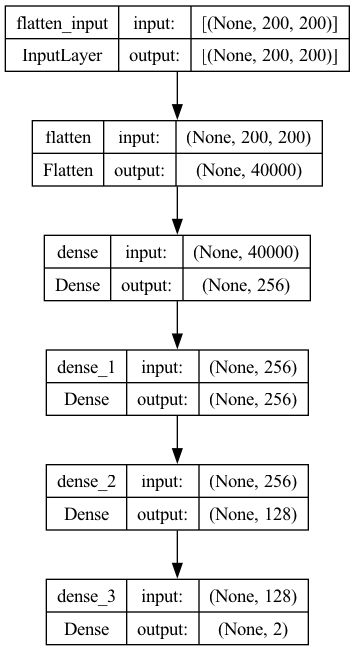 flatten_input input: [(None, 200, 200)]
InputLayer output: [(None, 200, 200)]
flatten input: (None, 200, 200)
Flatten output: (None, 40000)
dense input: (None, 40000)
Dense output: (None, 256)
dense_1 input: (None, 256)
Dense output: (None, 256)
dense_2 input: (None, 256)
Dense output: (None, 128)
dense_3 input: (None, 128)
Dense output: (None, 2)